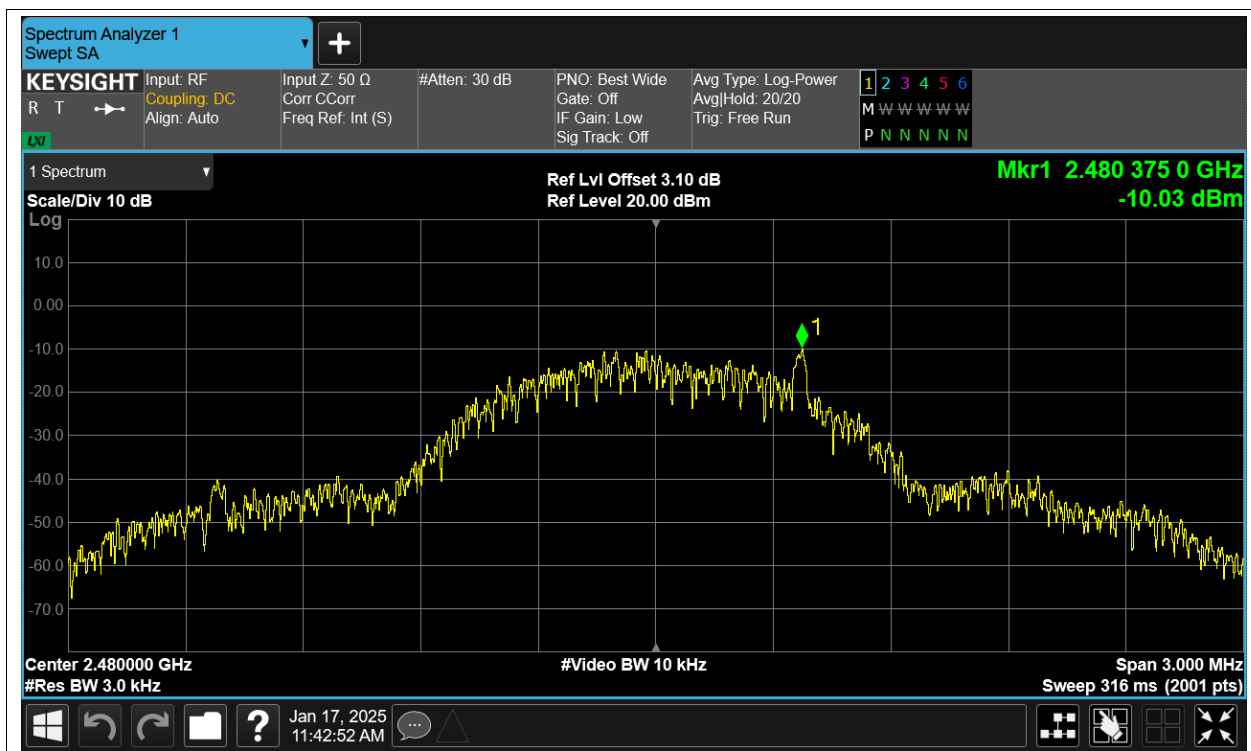 Spectrum Analyzer 1
Swept SA
KEYSIGHT
R T
LXI
Input: RF
Coupling: DC
Align: Auto
Input Z: 50 Ω
Corr CCorr
Freq Ref: Int (S)
#Atten: 30 dB
PNO: Best Wide
Gate: Off
IF Gain: Low
Sig Track: Off
Avg Type: Log-Power
Avg|Hold: 20/20
Trig: Free Run
1 2 3 4 5 6
M W W W W W
P N N N N N
1 Spectrum
Scale/Div 10 dB
Log
Ref Lvl Offset 3.10 dB
Ref Level 20.00 dBm
Mkr1 2.480 375 0 GHz
-10.03 dBm
10.0
0.00
-10.0
-20.0
-30.0
-40.0
-50.0
-60.0
-70.0
1
Center 2.480000 GHz
#Res BW 3.0 kHz
#Video BW 10 kHz
Span 3.000 MHz
Sweep 316 ms (2001 pts)
?
Jan 17, 2025
11:42:52 AM